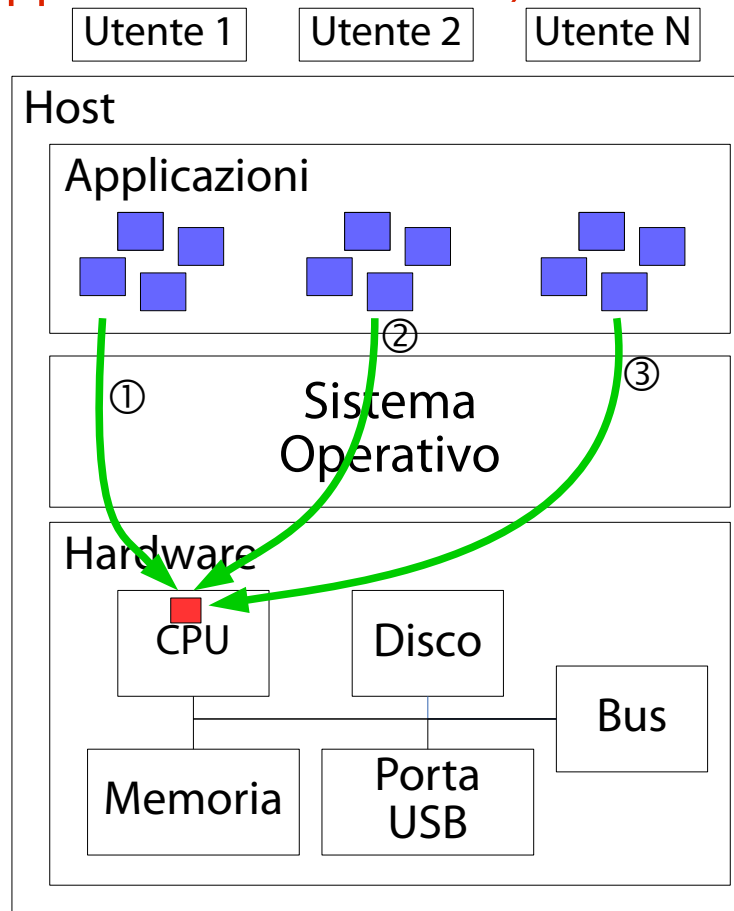 Utente 1
Utente 2
Utente N
Host
Applicazioni
①
②
③
Sistema
Operativo
Hardware
CPU
Disco
Bus
Memoria
Porta
USB